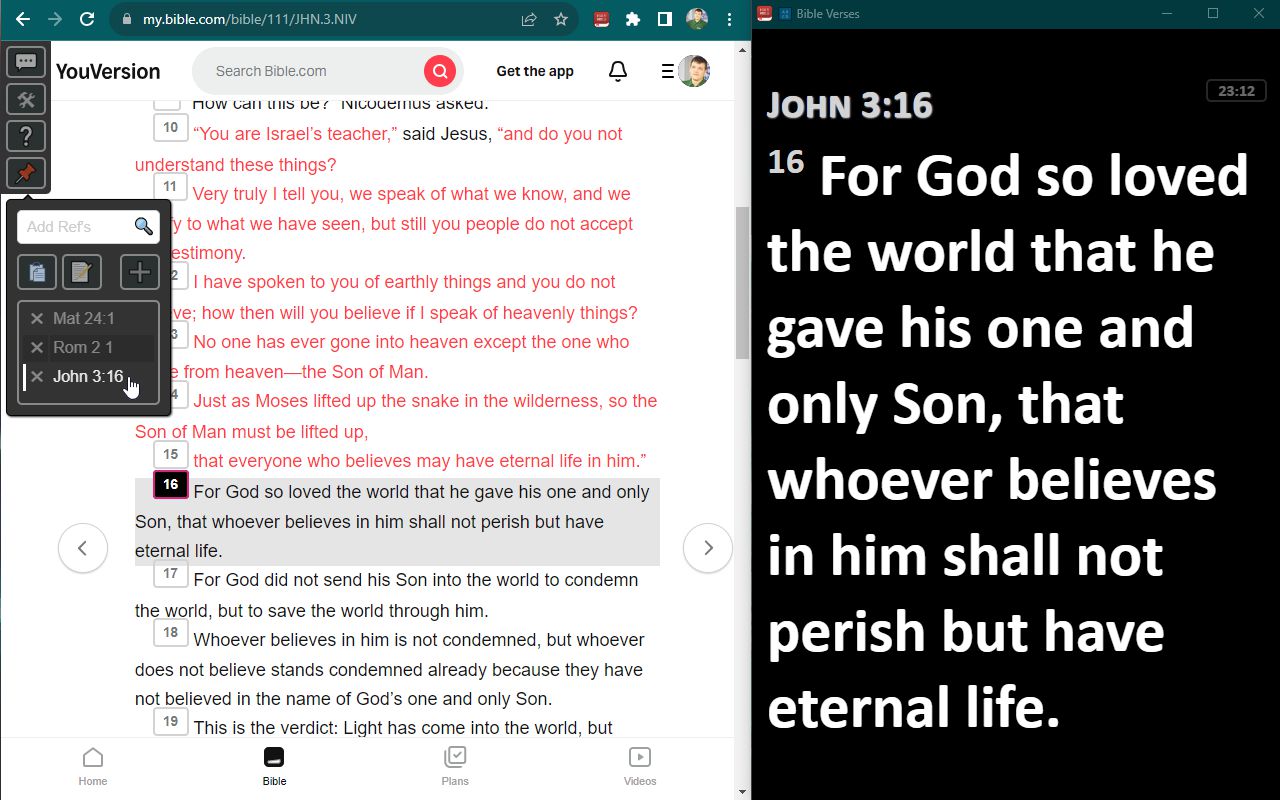 my.bible.com/bible/111/JHN.3.NIV
YouVersion
Search Bible.com
Get the app
How can this be?” Nicodemus asked.
10 “You are Israel’s teacher,” said Jesus, “and do you not
understand these things?
11 Very truly I tell you, we speak of what we know, and we
y to what we have seen, but still you people do not accept
estimony.
2 I have spoken to you of earthly things and you do not
ve; how then will you believe if I speak of heavenly things?
3 No one has ever gone into heaven except the one who
e from heaven—the Son of Man.
4 Just as Moses lifted up the snake in the wilderness, so the
Son of Man must be lifted up,
15 that everyone who believes may have eternal life in him.”
16 For God so loved the world that he gave his one and only
Son, that whoever believes in him shall not perish but have
eternal life.
17 For God did not send his Son into the world to condemn
the world, but to save the world through him.
18 Whoever believes in him is not condemned, but whoever
does not believe stands condemned already because they have
not believed in the name of God’s one and only Son.
19 This is the verdict: Light has come into the world, but
Add Ref's
Mat 24:1
Rom 2 1
John 3:16
Home
Bible
Plans
Videos
Bible Verses
23:12
John 3:16
16 For God so loved
the world that he
gave his one and
only Son, that
whoever believes
in him shall not
perish but have
eternal life.